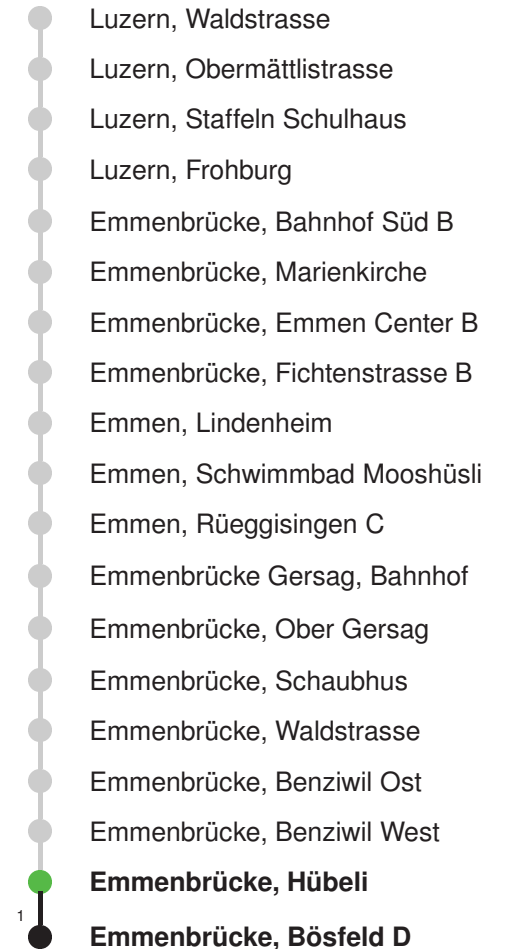 Luzern, Waldstrasse
Luzern, Obermättlistrasse
Luzern, Staffeln Schulhaus
Luzern, Frohburg
Emmenbrücke, Bahnhof Süd B
Emmenbrücke, Marienkirche
Emmenbrücke, Emmen Center B
Emmenbrücke, Fichtenstrasse B
Emmen, Lindenheim
Emmen, Schwimmbad Mooshüsli
Emmen, Rüeggisingen C
Emmenbrücke Gersag, Bahnhof
Emmenbrücke, Ober Gersag
Emmenbrücke, Schaubhus
Emmenbrücke, Waldstrasse
Emmenbrücke, Benziwil Ost
Emmenbrücke, Benziwil West
Emmenbrücke, Hübeli
1
Emmenbrücke, Bösfeld D